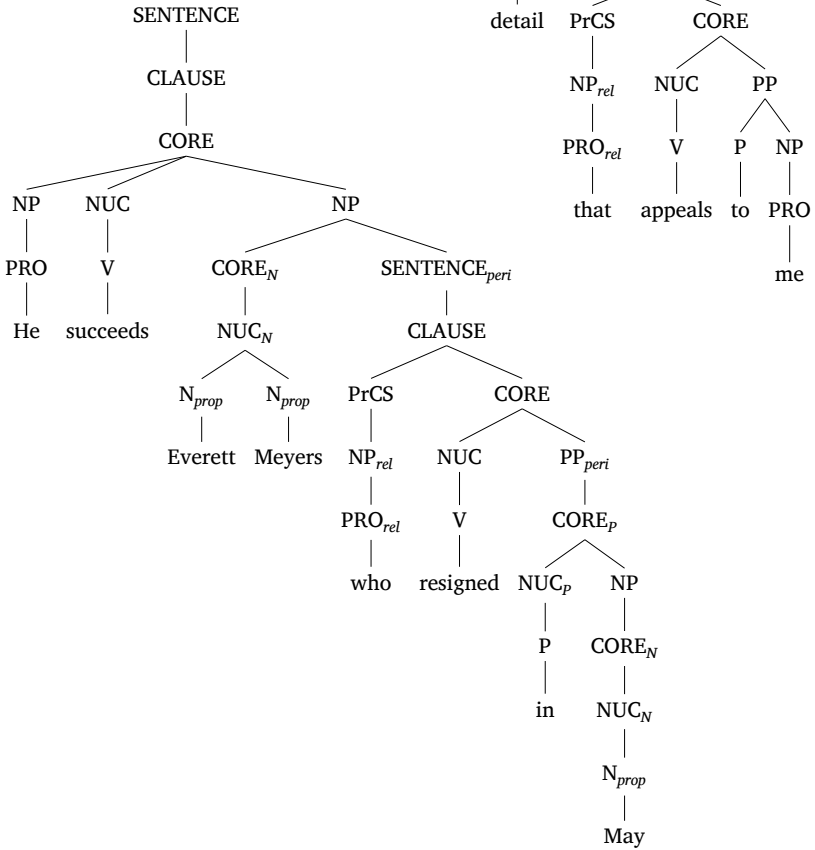 SENTENCE
CLAUSE
CORE
NP NUC NP
PRO V CORE_N SENTENCE_peri
He succeeds NUC_N CLAUSE
N_prop N_prop PrCS CORE
Everett Meyers NP_rel NUC PP_peri
PRO_rel V CORE_P
who resigned NUC_P NP
P CORE_N
in NUC_N
N_prop
May
detail PrCS CORE
NP_rel NUC PP
PRO_rel V P NP
that appeals to PRO
me